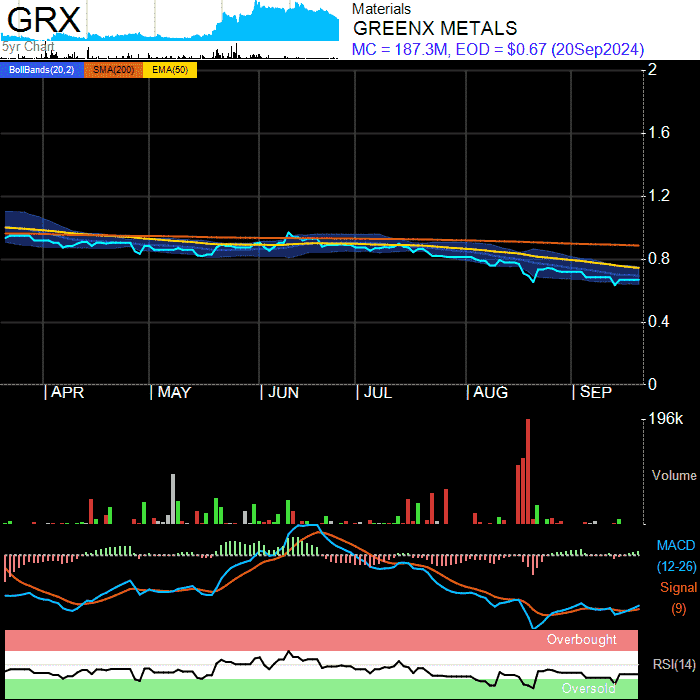 GRX
5yr Chart
Materials
GREENX METALS
MC = 187.3M, EOD = $0.67 (20Sep2024)
BollBands(20,2) SMA(200) EMA(50)
2
1.6
1.2
0.8
0.4
0
APR MAY JUN JUL AUG SEP
196k
Volume
MACD
(12-26)
Signal
(9)
Overbought
RSI(14)
Oversold